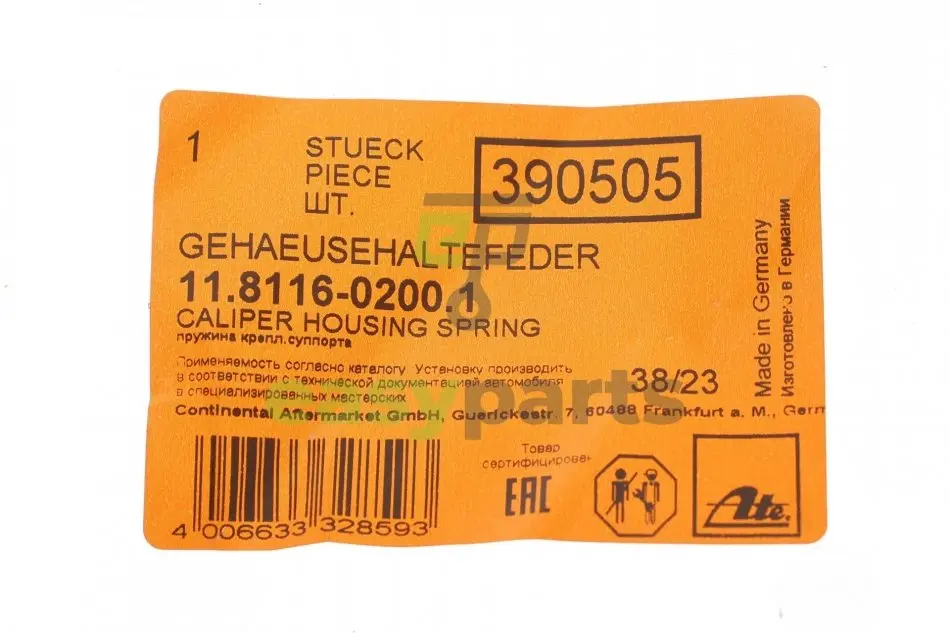 1
STUECK
PIECE
ШТ.
390505
GEHAEUSEHALTEFEDER
11.8116-0200.1
CALIPER HOUSING SPRING
пружина крепл.суппорта
Применяемость согласно каталогу Установку производить
в соответствии с технической документацией автомобиля
в специализированных мастерских
38/23
Made in Germany
Изготовлено в Германии
Continental Aftermarket GmbH, Guerickestr. 7, 60488 Frankfurt a. M., Germ
Товар
сертифицирован
EAC
Ate
4 006633 328593
easyparts